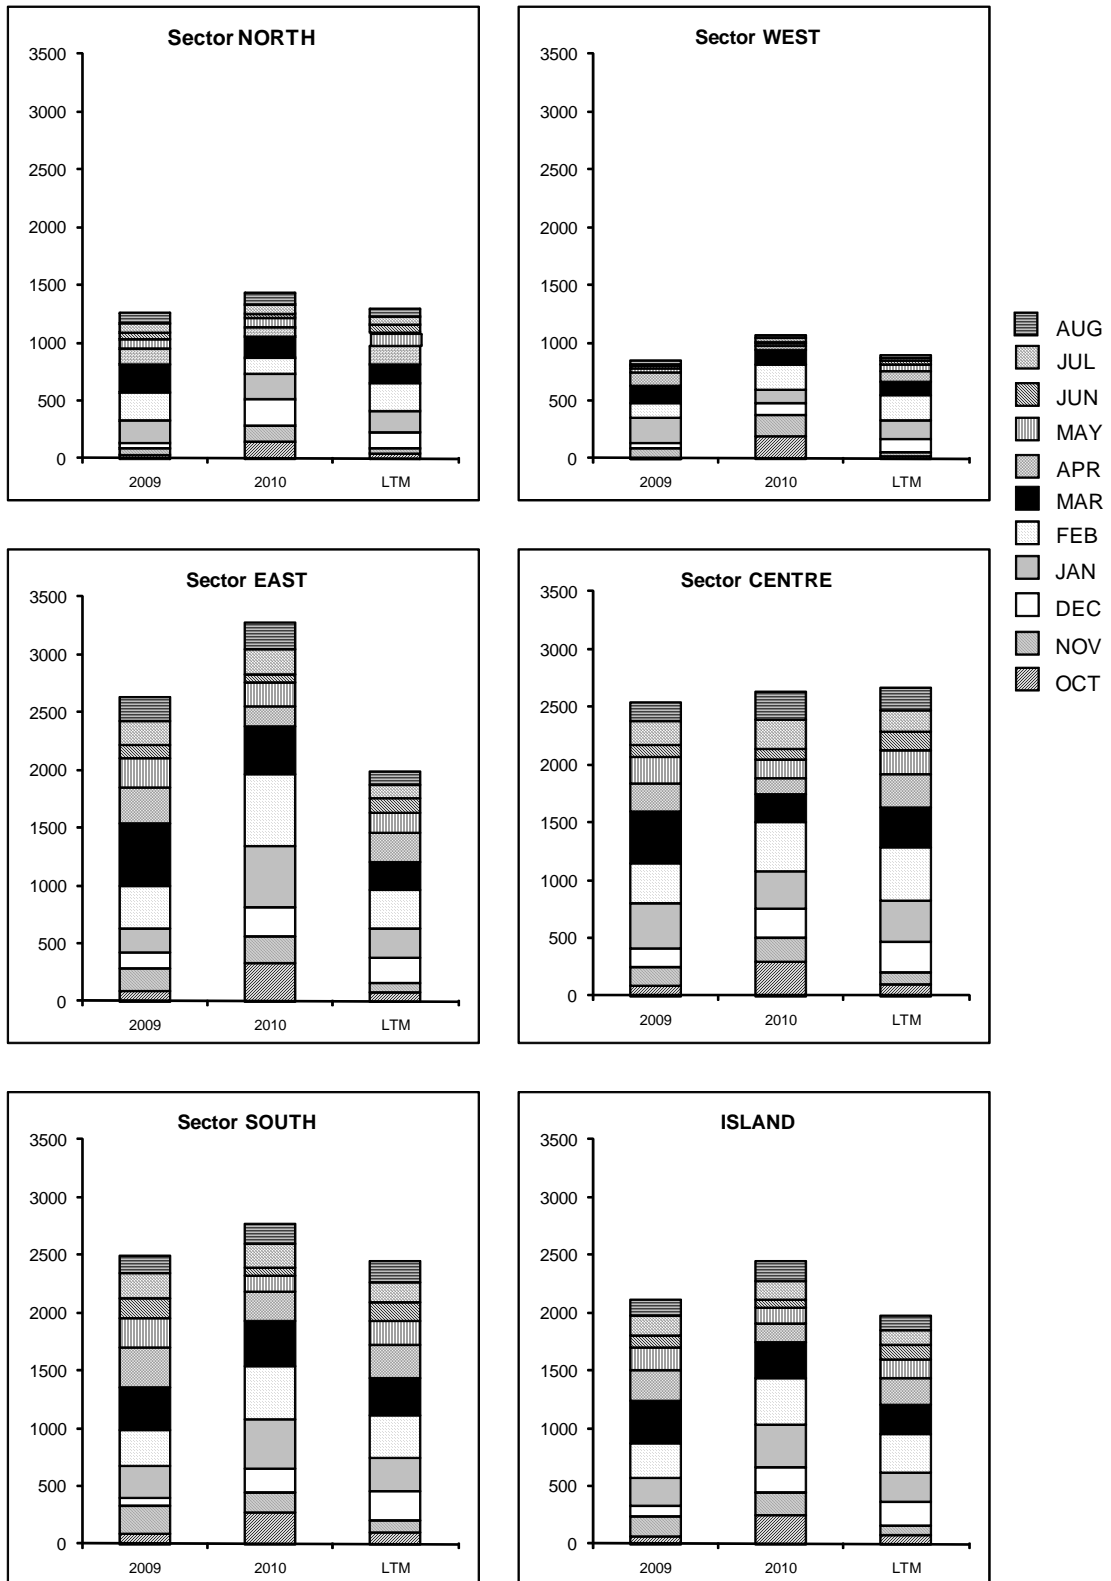 Sector NORTH
3500
3000
2500
2000
1500
1000
500
0
2009 2010 LTM
Sector WEST
3500
3000
2500
2000
1500
1000
500
0
2009 2010 LTM
AUG
JUL
JUN
MAY
APR
MAR
FEB
JAN
DEC
NOV
OCT
Sector EAST
3500
3000
2500
2000
1500
1000
500
0
2009 2010 LTM
Sector CENTRE
3500
3000
2500
2000
1500
1000
500
0
2009 2010 LTM
Sector SOUTH
3500
3000
2500
2000
1500
1000
500
0
2009 2010 LTM
ISLAND
3500
3000
2500
2000
1500
1000
500
0
2009 2010 LTM